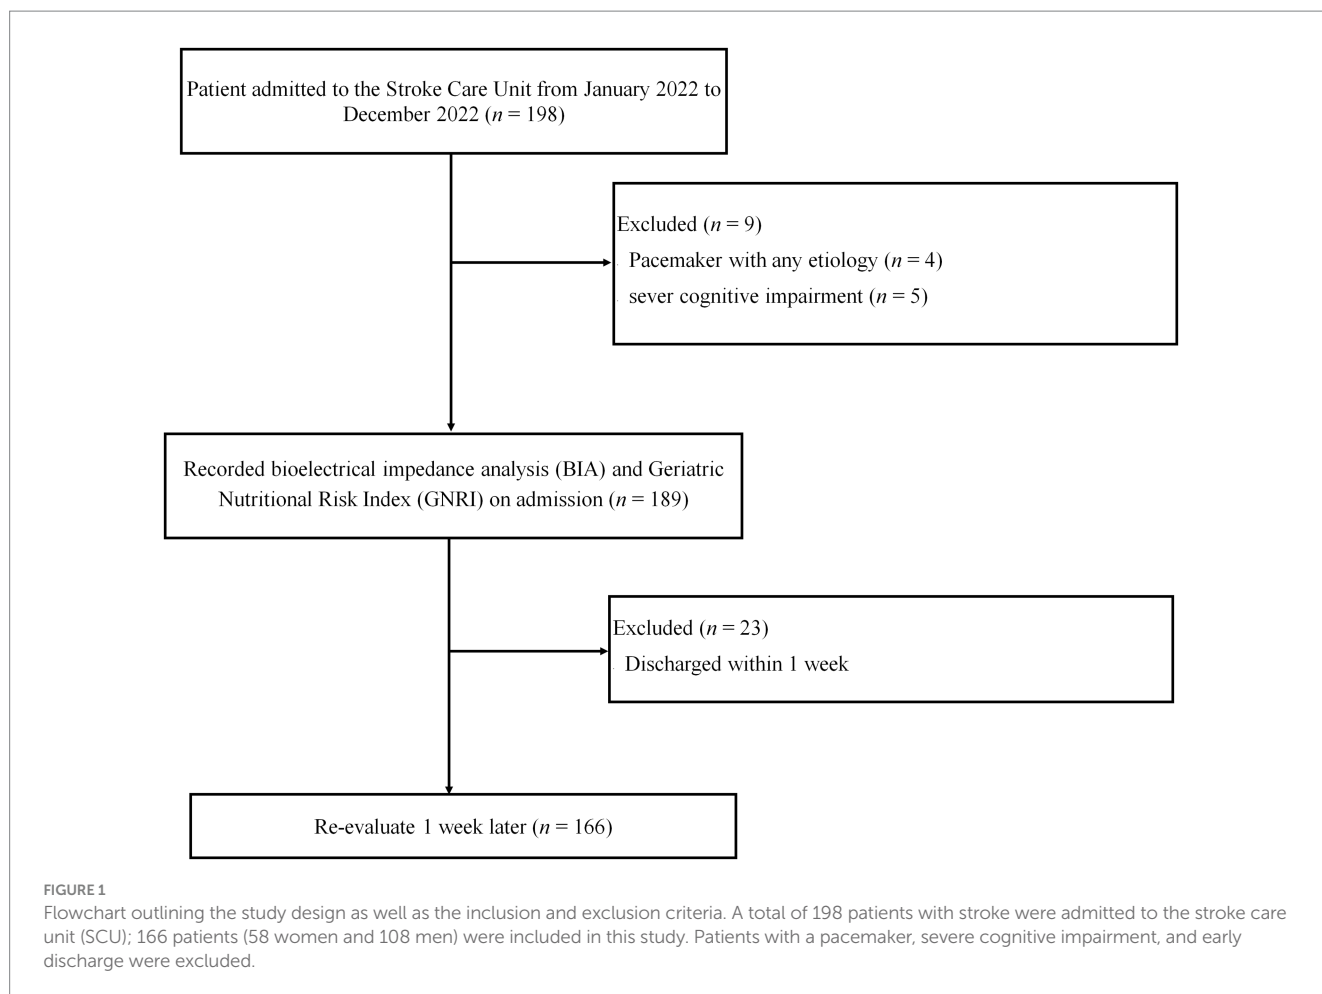 Patient admitted to the Stroke Care Unit from January 2022 to
December 2022 (n = 198)
Excluded (n = 9)
Pacemaker with any etiology (n = 4)
sever cognitive impairment (n = 5)
Recorded bioelectrical impedance analysis (BIA) and Geriatric
Nutritional Risk Index (GNRI) on admission (n = 189)
Excluded (n = 23)
Discharged within 1 week
Re-evaluate 1 week later (n = 166)
FIGURE 1
Flowchart outlining the study design as well as the inclusion and exclusion criteria. A total of 198 patients with stroke were admitted to the stroke care
unit (SCU); 166 patients (58 women and 108 men) were included in this study. Patients with a pacemaker, severe cognitive impairment, and early
discharge were excluded.